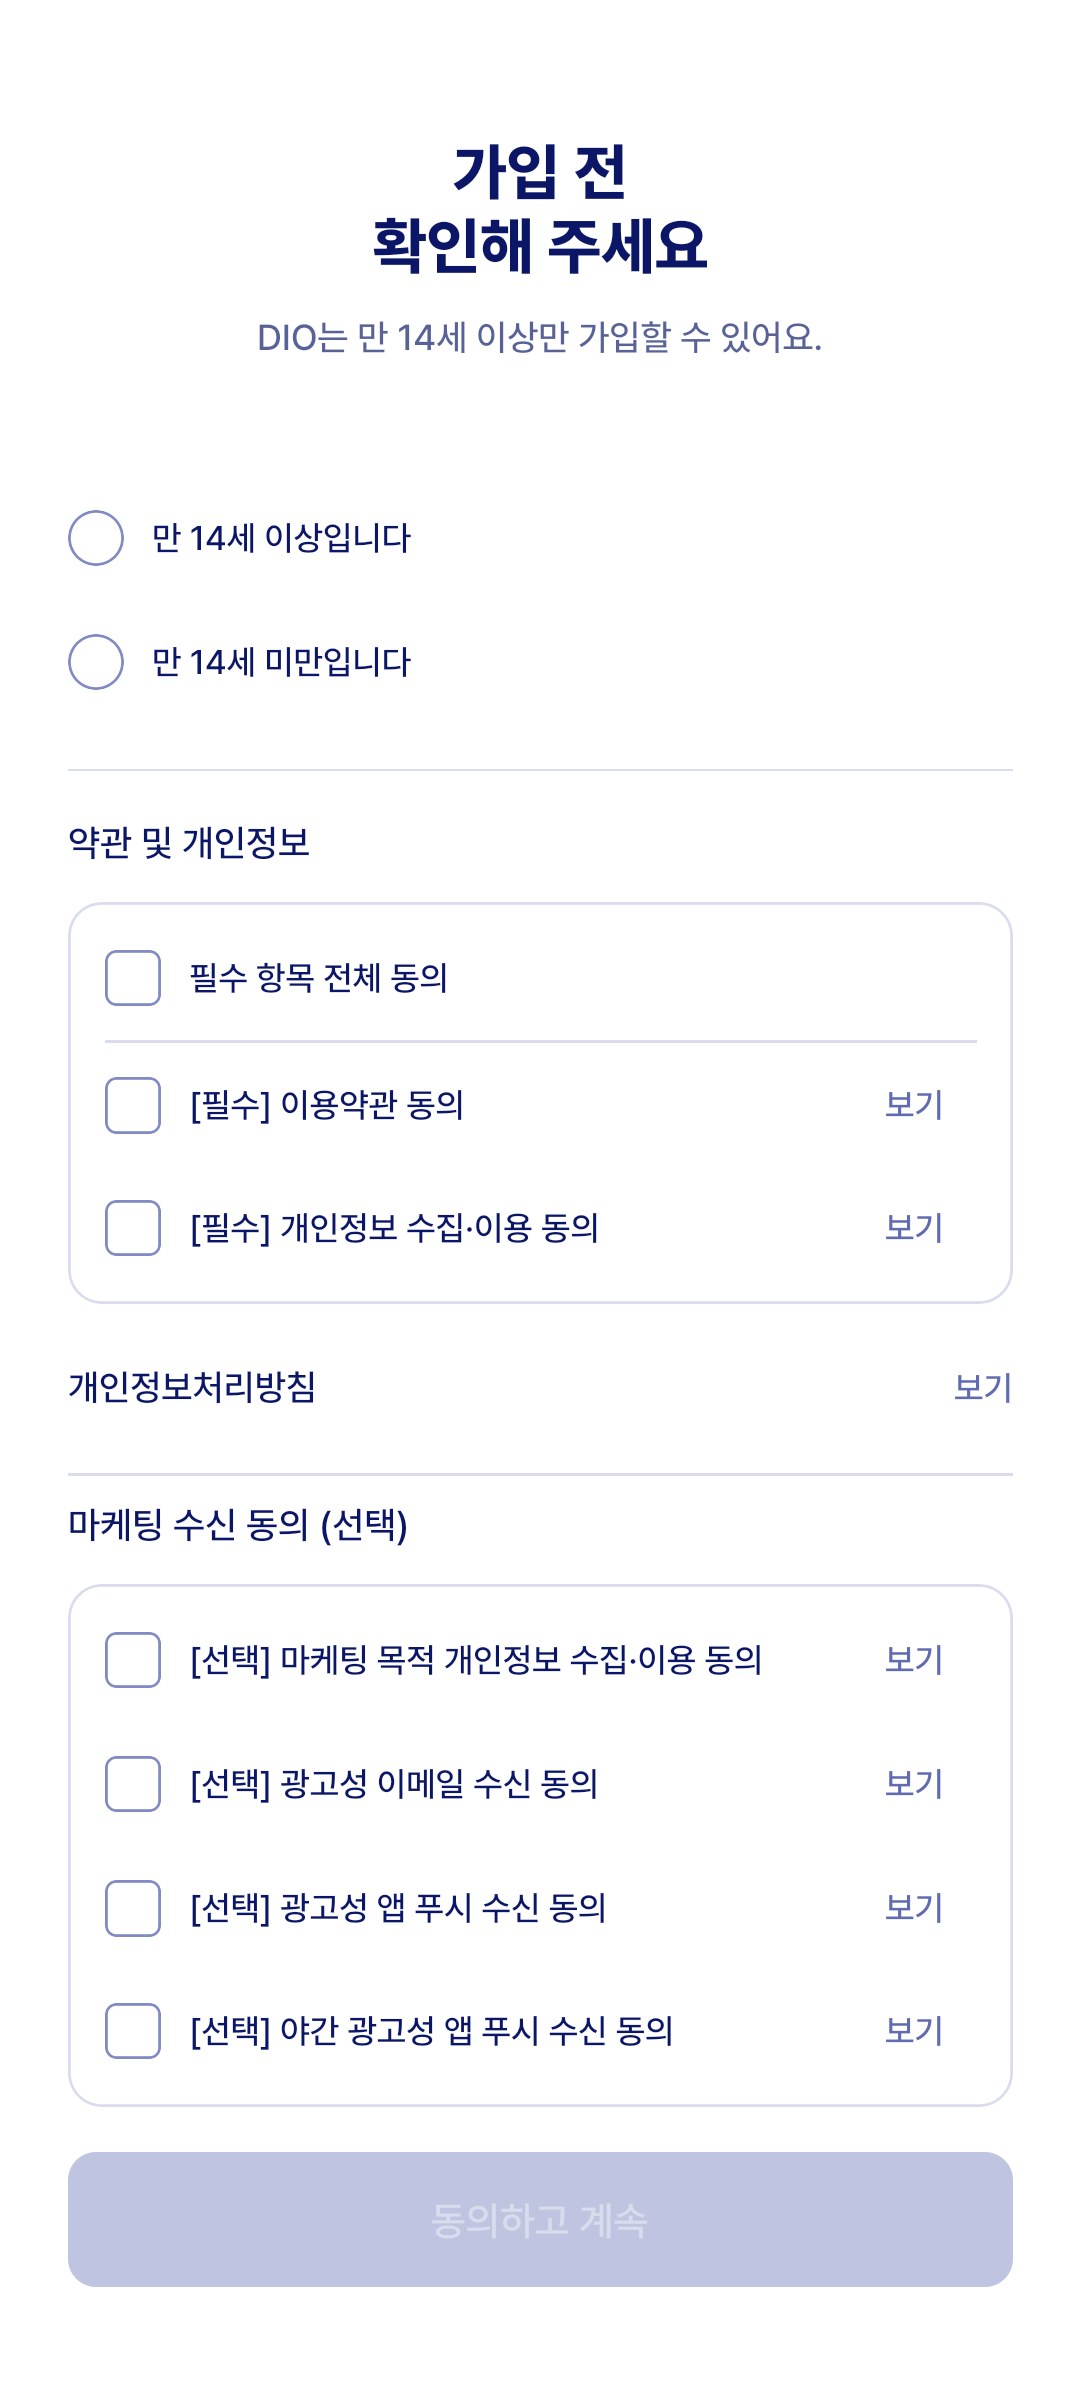 가입 전
확인해 주세요
DIO는 만 14세 이상만 가입할 수 있어요.
만 14세 이상입니다
만 14세 미만입니다
약관 및 개인정보
필수 항목 전체 동의
[필수] 이용약관 동의 보기
[필수] 개인정보 수집·이용 동의 보기
개인정보처리방침 보기
마케팅 수신 동의 (선택)
[선택] 마케팅 목적 개인정보 수집·이용 동의 보기
[선택] 광고성 이메일 수신 동의 보기
[선택] 광고성 앱 푸시 수신 동의 보기
[선택] 야간 광고성 앱 푸시 수신 동의 보기
동의하고 계속